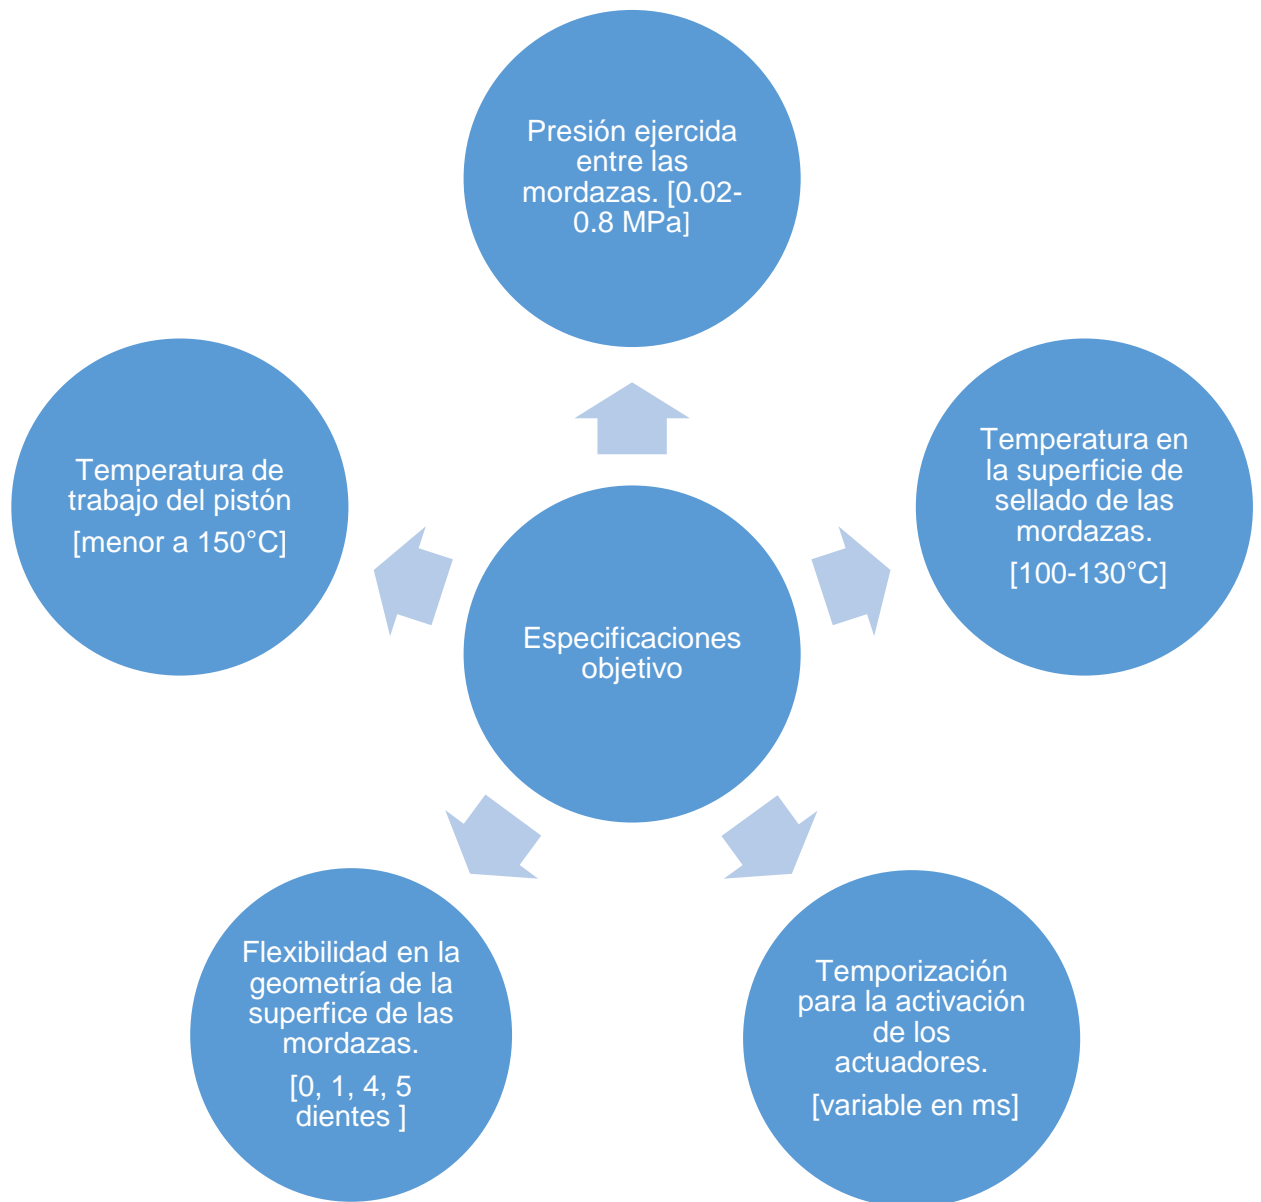 Presión ejercida
entre las
mordazas. [0.02-
0.8 MPa]
Temperatura de
trabajo del pistón
[menor a 150°C]
Temperatura en
la superficie de
sellado de las
mordazas.
[100-130°C]
Especificaciones
objetivo
Flexibilidad en la
geometría de la
superfice de las
mordazas.
[0, 1, 4, 5
dientes ]
Temporización
para la activación
de los
actuadores.
[variable en ms]